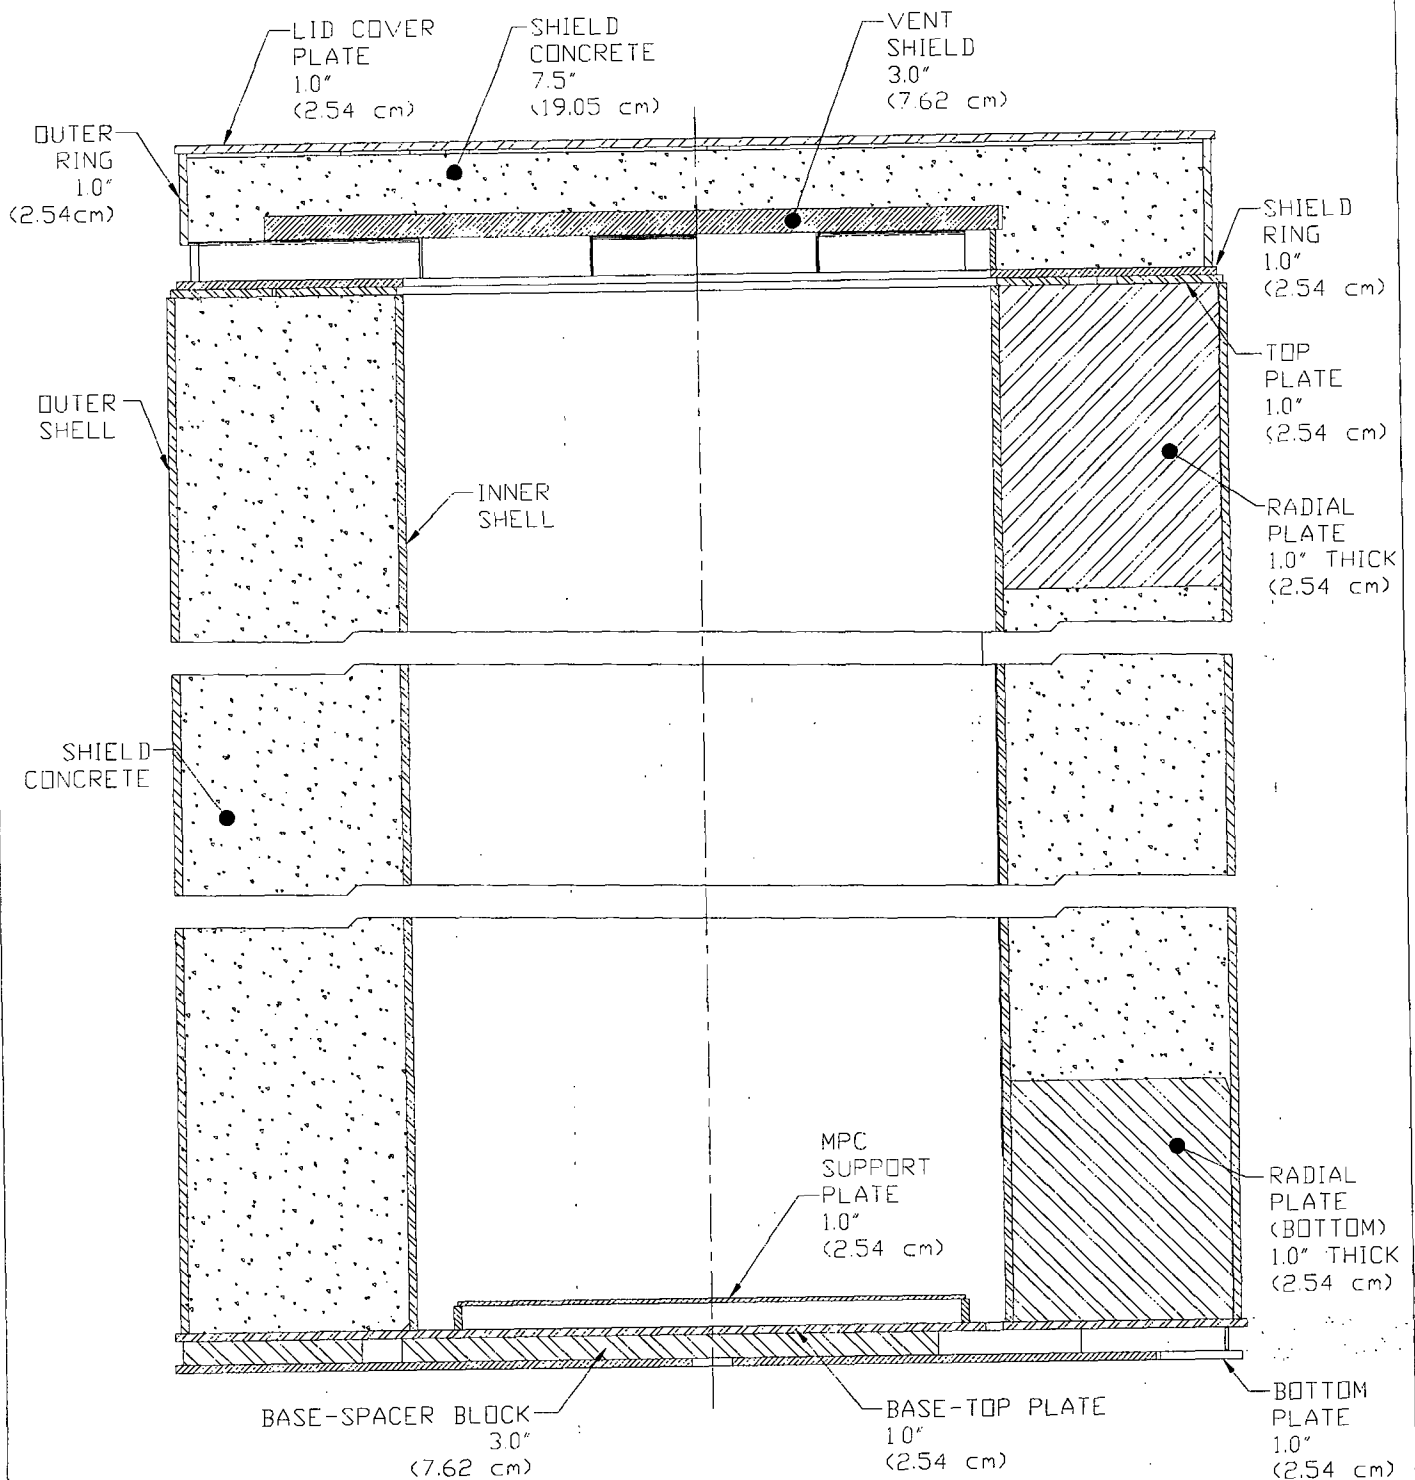 LID COVER
PLATE
1.0"
(2.54 cm)
SHIELD
CONCRETE
7.5"
(19.05 cm)
VENT
SHIELD
3.0"
(7.62 cm)
OUTER
RING
1.0"
(2.54cm)
SHIELD
RING
1.0"
(2.54 cm)
TOP
PLATE
1.0"
(2.54 cm)
OUTER
SHELL
INNER
SHELL
RADIAL
PLATE
1.0" THICK
(2.54 cm)
SHIELD
CONCRETE
MPC
SUPPORT
PLATE
1.0"
(2.54 cm)
RADIAL
PLATE
(BOTTOM)
1.0" THICK
(2.54 cm)
BASE-SPACER BLOCK
3.0"
(7.62 cm)
BASE-TOP PLATE
1.0"
(2.54 cm)
BOTTOM
PLATE
1.0"
(2.54 cm)